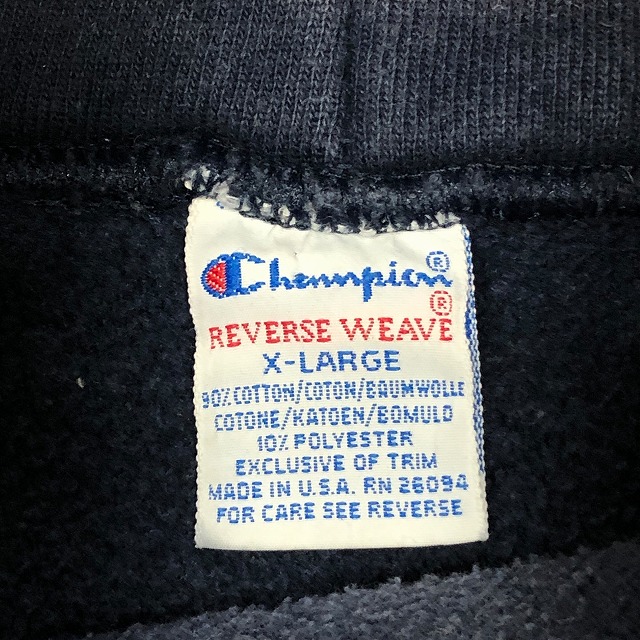 Champion®
REVERSE WEAVE®
X-LARGE
90% COTTON/COTON/BAUMWOLLE
COTONE/KATOEN/BOMULD
10% POLYESTER
EXCLUSIVE OF TRIM
MADE IN U.S.A. RN 26094
FOR CARE SEE REVERSE